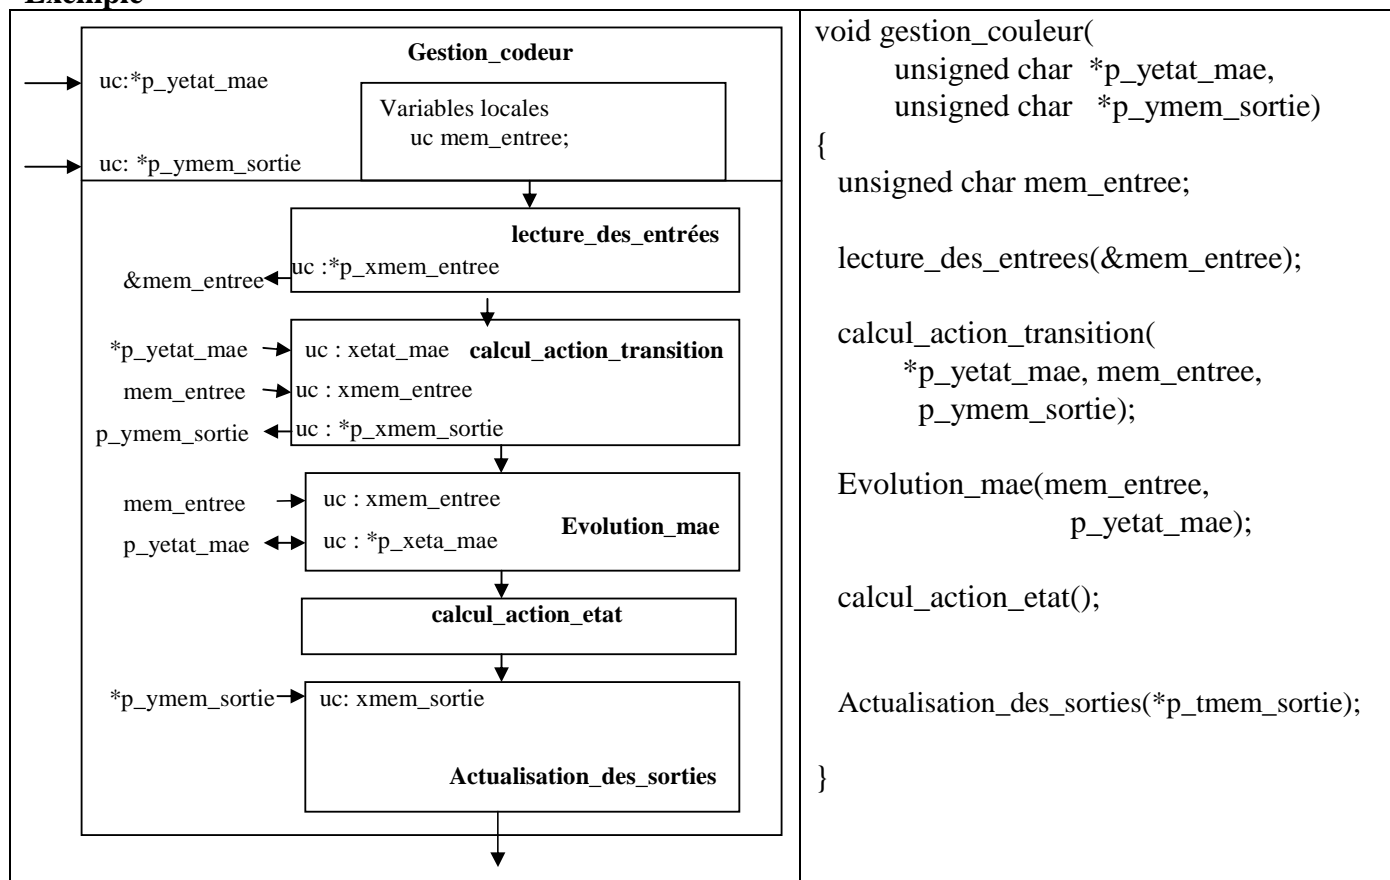 Exemple
Gestion_codeur
uc:*p_yetat_mae
Variables locales
uc mem_entree;
uc: *p_ymem_sortie
lecture_des_entrées
uc :*p_xmem_entree
&mem_entree
*p_yetat_mae
uc : xetat_mae
calcul_action_transition
mem_entree
uc : xmem_entree
p_ymem_sortie
uc : *p_xmem_sortie
mem_entree
uc : xmem_entree
Evolution_mae
p_yetat_mae
uc : *p_xeta_mae
calcul_action_etat
*p_ymem_sortie
uc: xmem_sortie
Actualisation_des_sorties
void gestion_couleur(
unsigned char *p_yetat_mae,
unsigned char *p_ymem_sortie)
{
unsigned char mem_entree;
lecture_des_entrees(&mem_entree);
calcul_action_transition(
*p_yetat_mae, mem_entree,
p_ymem_sortie);
Evolution_mae(mem_entree,
p_yetat_mae);
calcul_action_etat();
Actualisation_des_sorties(*p_tmem_sortie);
}